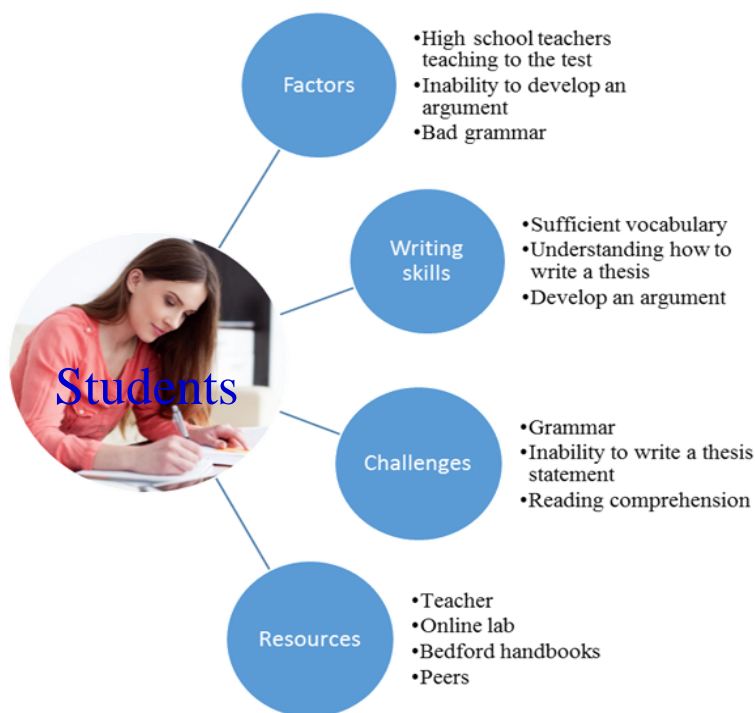 Factors
•High school teachers
teaching to the test
•Inability to develop an
argument
•Bad grammar
Writing
skills
•Sufficient vocabulary
•Understanding how to
write a thesis
•Develop an argument
Students
Challenges
•Grammar
•Inability to write a thesis
statement
•Reading comprehension
Resources
•Teacher
•Online lab
•Bedford handbooks
•Peers